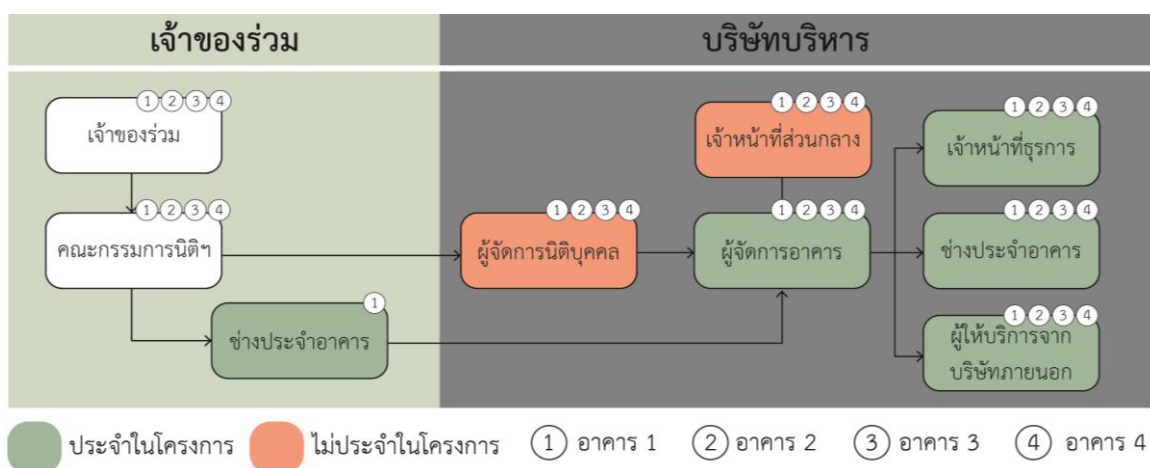 เจ้าของร่วม บริษัทบริหาร
1 2 3 4
เจ้าของร่วม
1 2 3 4
เจ้าหน้าที่ส่วนกลาง
1 2 3 4
เจ้าหน้าที่ธุรการ
1 2 3 4
คณะกรรมการนิติฯ
1 2 3 4
ผู้จัดการนิติบุคคล
1 2 3 4
ผู้จัดการอาคาร
1 2 3 4
ช่างประจำอาคาร
1
ช่างประจำอาคาร
1 2 3 4
ผู้ให้บริการจาก
บริษัทภายนอก
ประจำในโครงการ ไม่ประจำในโครงการ 1 อาคาร 1 2 อาคาร 2 3 อาคาร 3 4 อาคาร 4